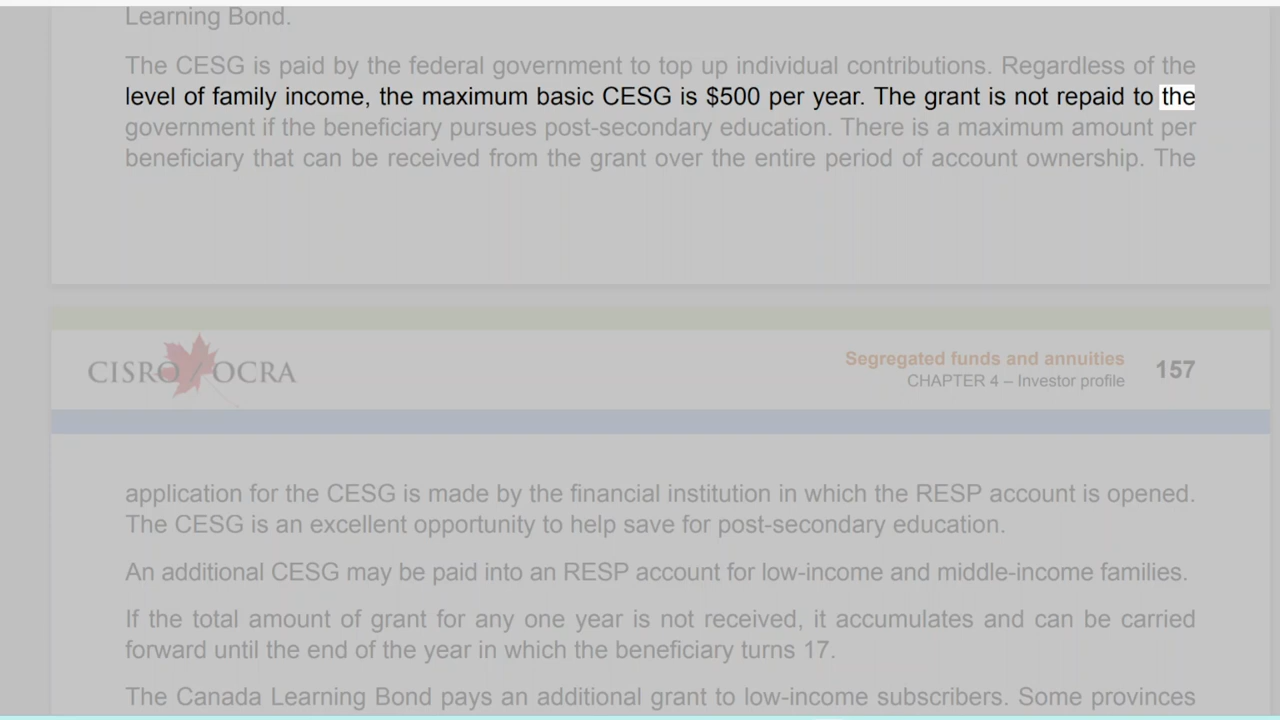 Learning Bond.
The CESG is paid by the federal government to top up individual contributions. Regardless of the
level of family income, the maximum basic CESG is $500 per year. The grant is not repaid to the
government if the beneficiary pursues post-secondary education. There is a maximum amount per
beneficiary that can be received from the grant over the entire period of account ownership. The
CISRO / OCRA
Segregated funds and annuities
CHAPTER 4 – Investor profile
157
application for the CESG is made by the financial institution in which the RESP account is opened.
The CESG is an excellent opportunity to help save for post-secondary education.
An additional CESG may be paid into an RESP account for low-income and middle-income families.
If the total amount of grant for any one year is not received, it accumulates and can be carried
forward until the end of the year in which the beneficiary turns 17.
The Canada Learning Bond pays an additional grant to low-income subscribers. Some provinces